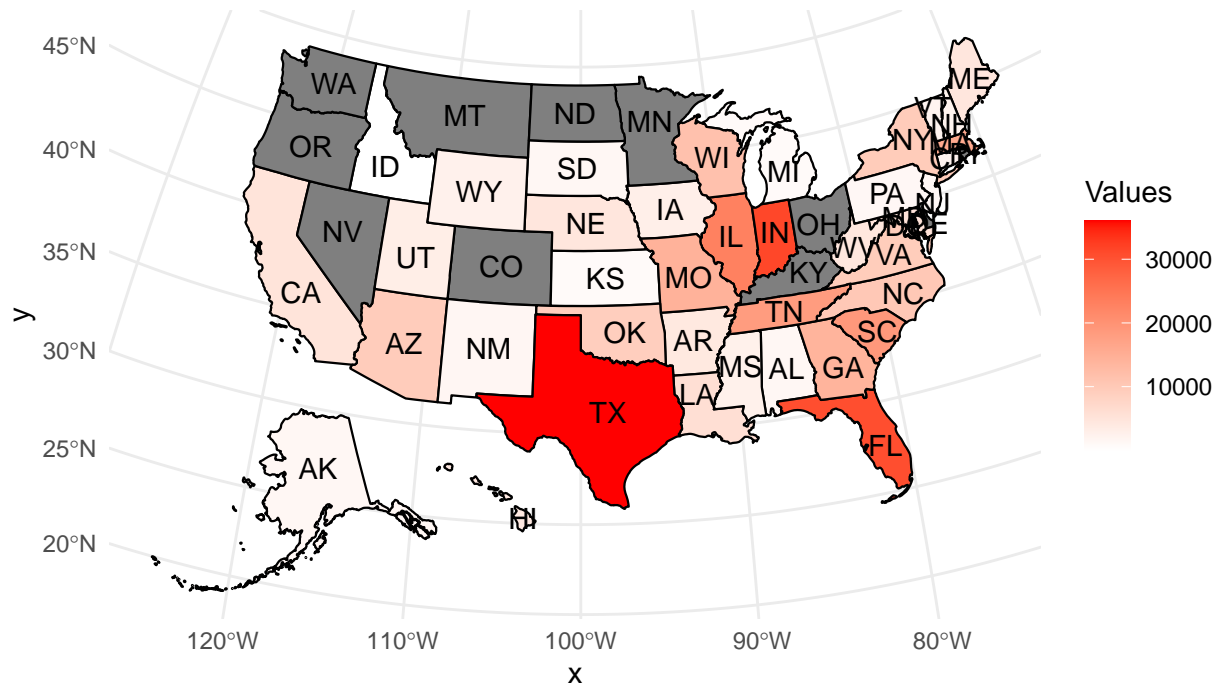 45°N
40°N
35°N
30°N
25°N
20°N
WA
MT
ND
MN
ME
OR
ID
SD
WI
NY
NH
WY
MI
IA
PA
NJ
NV
NE
IL
IN
OH
WV
UT
CO
KS
MO
KY
VA
CA
NC
AZ
NM
OK
AR
TN
SC
MS
AL
GA
LA
TX
FL
AK
HI
120°W
110°W
100°W
90°W
80°W
x
y
Values
30000
20000
10000